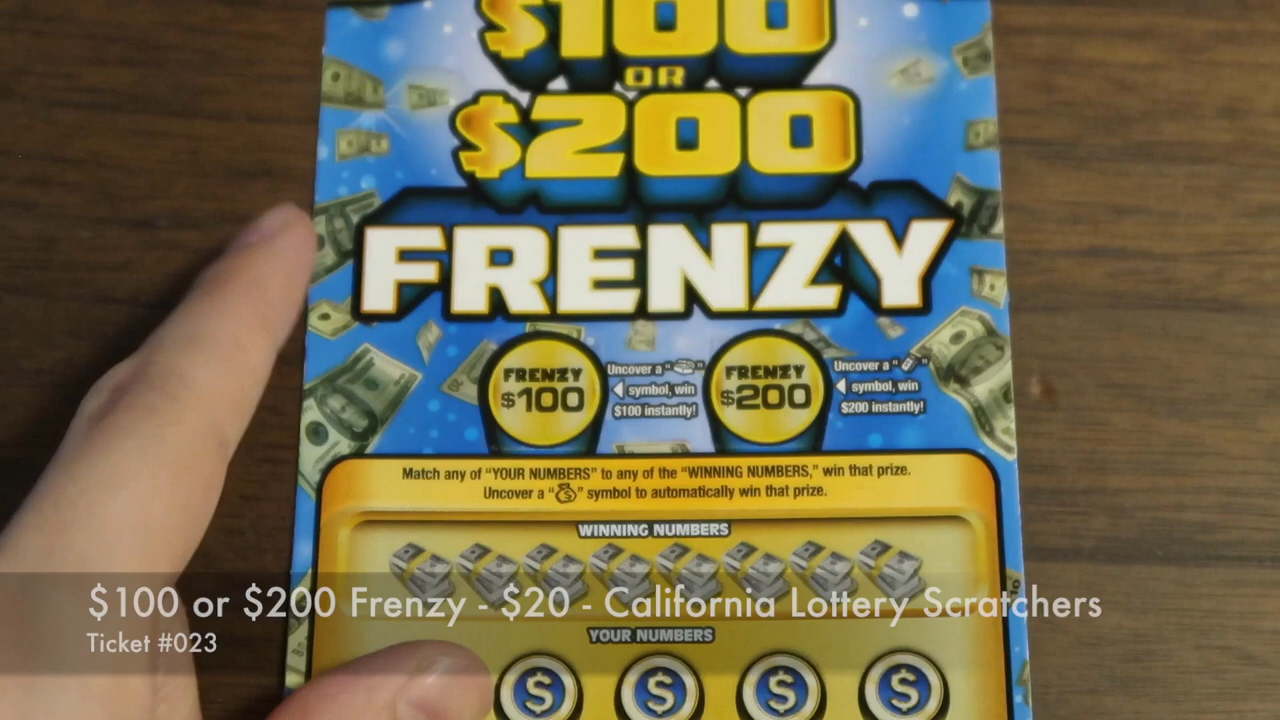 $100
OR
$200
FRENZY
FRENZY
$100
Uncover a " "
symbol, win
$100 instantly!
FRENZY
$200
Uncover a " "
symbol, win
$200 instantly!
Match any of "YOUR NUMBERS" to any of the "WINNING NUMBERS," win that prize.
Uncover a " " symbol to automatically win that prize.
WINNING NUMBERS
$100 or $200 Frenzy - $20 - California Lottery Scratchers
Ticket #023
YOUR NUMBERS
$ $ $ $